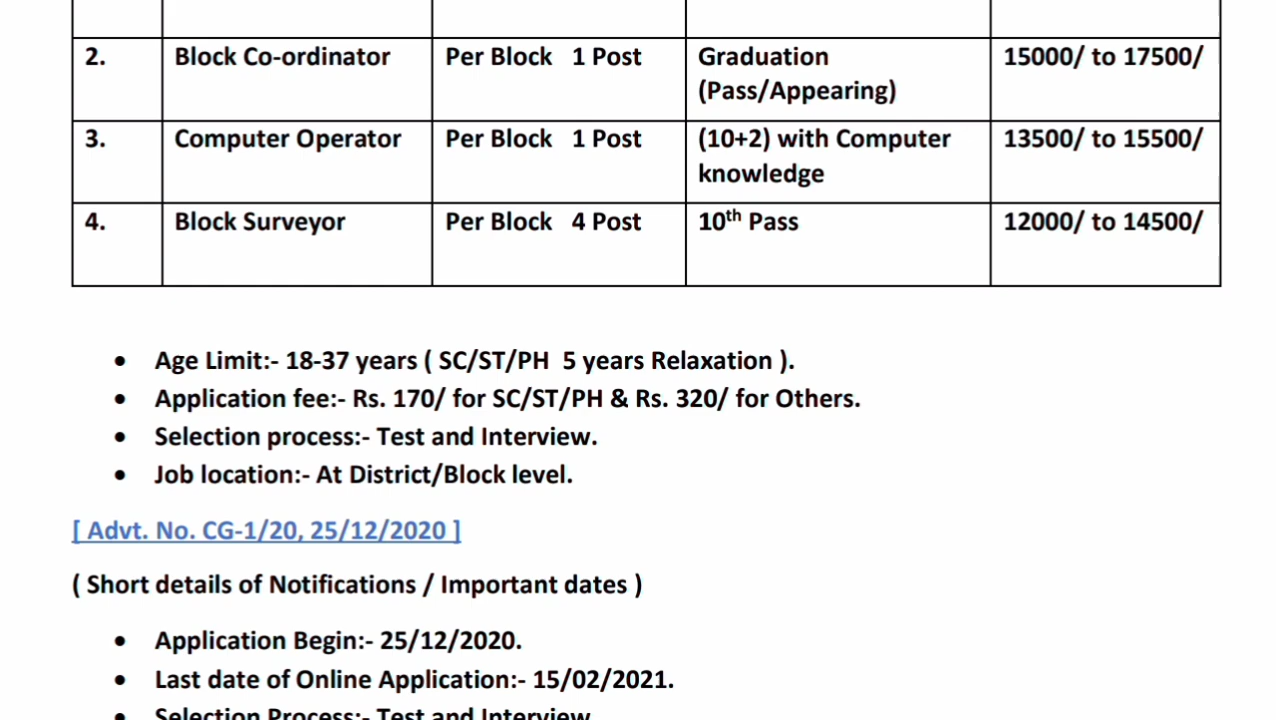 2. Block Co-ordinator Per Block 1 Post Graduation 15000/ to 17500/
(Pass/Appearing)
3. Computer Operator Per Block 1 Post (10+2) with Computer 13500/ to 15500/
knowledge
4. Block Surveyor Per Block 4 Post 10th Pass 12000/ to 14500/
• Age Limit:- 18-37 years ( SC/ST/PH 5 years Relaxation ).
• Application fee:- Rs. 170/ for SC/ST/PH & Rs. 320/ for Others.
• Selection process:- Test and Interview.
• Job location:- At District/Block level.
[ Advt. No. CG-1/20, 25/12/2020 ]
( Short details of Notifications / Important dates )
• Application Begin:- 25/12/2020.
• Last date of Online Application:- 15/02/2021.
• Selection Process:- Test and Interview